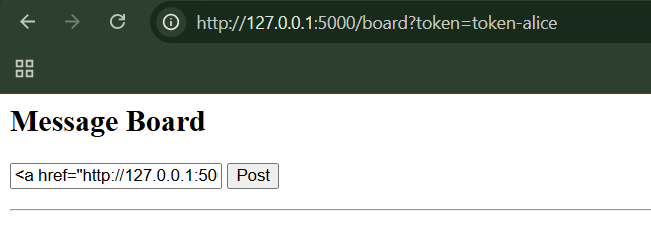 http://127.0.0.1:5000/board?token=token-alice
Message Board
<a href="http://127.0.0.1:50 Post